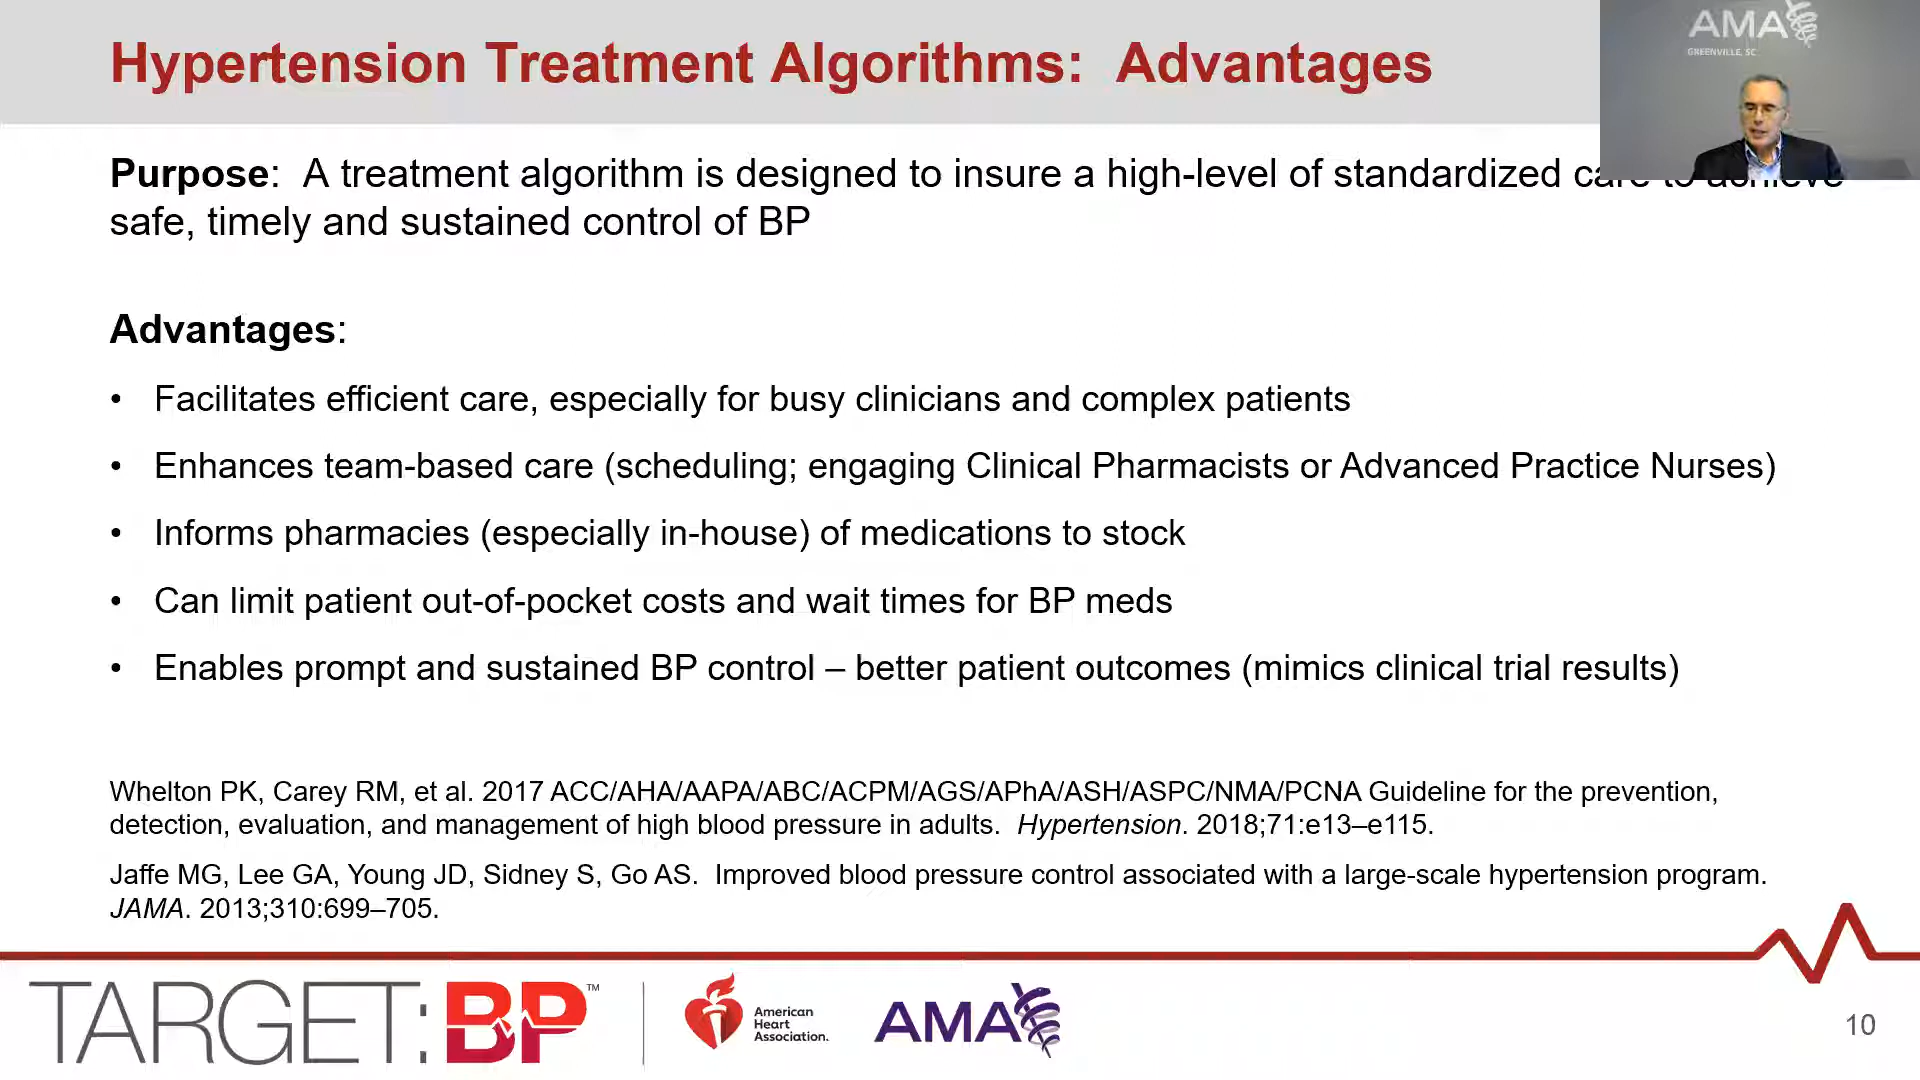 Hypertension Treatment Algorithms: Advantages
AMA
GREENVILLE, SC
Purpose: A treatment algorithm is designed to insure a high-level of standardized care to achieve
safe, timely and sustained control of BP
Advantages:
• Facilitates efficient care, especially for busy clinicians and complex patients
• Enhances team-based care (scheduling; engaging Clinical Pharmacists or Advanced Practice Nurses)
• Informs pharmacies (especially in-house) of medications to stock
• Can limit patient out-of-pocket costs and wait times for BP meds
• Enables prompt and sustained BP control – better patient outcomes (mimics clinical trial results)
Whelton PK, Carey RM, et al. 2017 ACC/AHA/AAPA/ABC/ACPM/AGS/APhA/ASH/ASPC/NMA/PCNA Guideline for the prevention,
detection, evaluation, and management of high blood pressure in adults. Hypertension. 2018;71:e13–e115.
Jaffe MG, Lee GA, Young JD, Sidney S, Go AS. Improved blood pressure control associated with a large-scale hypertension program.
JAMA. 2013;310:699–705.
TARGET:BP™
American
Heart
Association.
AMA
10